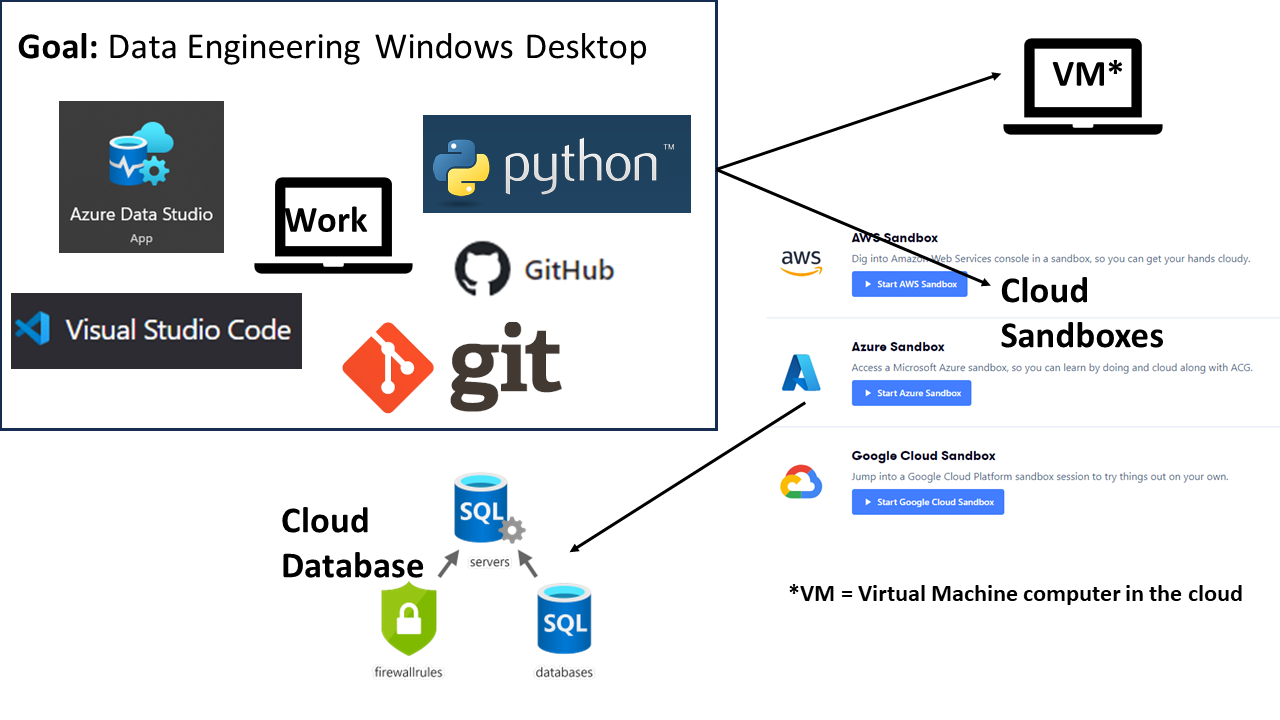 Goal: Data Engineering Windows Desktop
Azure Data Studio
App
python™
Work
GitHub
Visual Studio Code
git
VM*
AWS Sandbox
aws
Dig into Amazon Web Services console in a sandbox, so you can get your hands cloudy.
Start AWS Sandbox
Cloud
Sandboxes
Azure Sandbox
Access a Microsoft Azure sandbox, so you can learn by doing and cloud along with ACG.
Start Azure Sandbox
Google Cloud Sandbox
Jump into a Google Cloud Platform sandbox session to try things out on your own.
Start Google Cloud Sandbox
Cloud
Database
SQL
servers
SQL
firewallrules
databases
*VM = Virtual Machine computer in the cloud